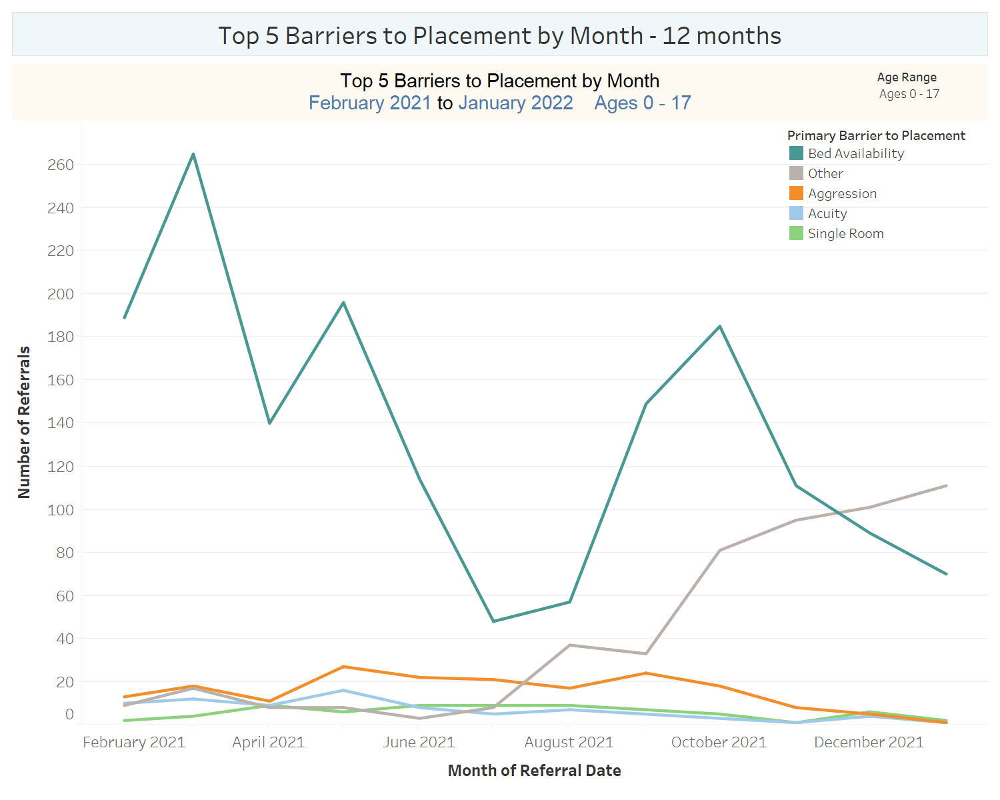 Top 5 Barriers to Placement by Month - 12 months
Top 5 Barriers to Placement by Month
February 2021 to January 2022 Ages 0 - 17
Age Range
Ages 0 - 17
Primary Barrier to Placement
Bed Availability
Other
Aggression
Acuity
Single Room
Number of Referrals
260
240
220
200
180
160
140
120
100
80
60
40
20
0
February 2021 April 2021 June 2021 August 2021 October 2021 December 2021
Month of Referral Date